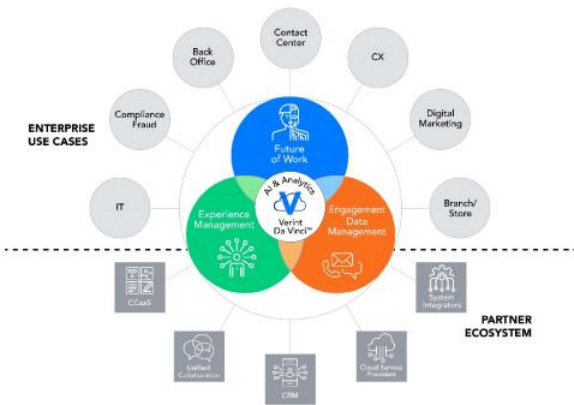 Contact
Center
Back
Office
CX
Compliance
Fraud
Digital
Marketing
ENTERPRISE
USE CASES
Future
of Work
IT
AI & Analytics
Verint
Da Vinci™
Experience
Management
Engagement
Data
Management
Branch/
Store
CCaaS
System
Integrators
PARTNER
ECOSYSTEM
Unified
Collaboration
Cloud Service
Providers
CRM